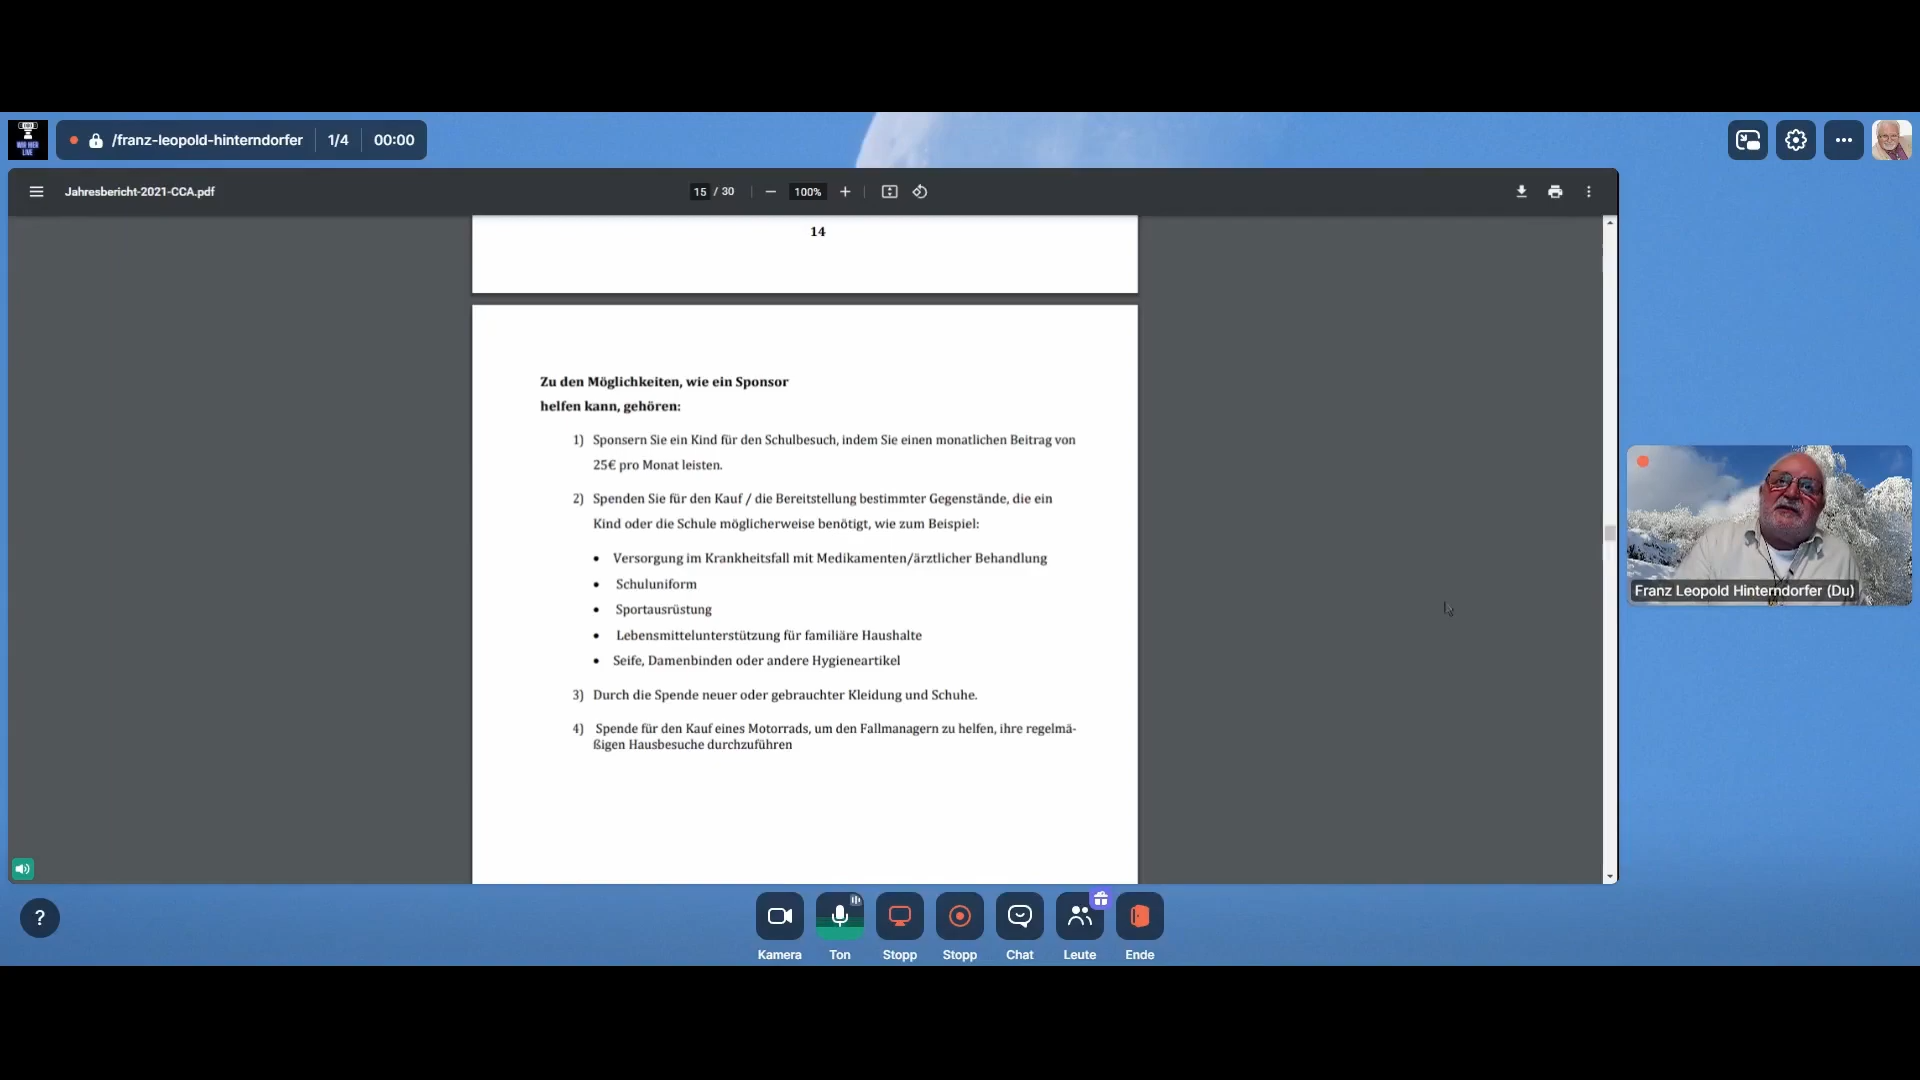 /franz-leopold-hinterndorfer 1/4 00:00
Jahresbericht-2021-CCA.pdf 15 / 30 100%
14
Zu den Möglichkeiten, wie ein Sponsor
helfen kann, gehören:
1) Sponsern Sie ein Kind für den Schulbesuch, indem Sie einen monatlichen Beitrag von
25€ pro Monat leisten.
2) Spenden Sie für den Kauf / die Bereitstellung bestimmter Gegenstände, die ein
Kind oder die Schule möglicherweise benötigt, wie zum Beispiel:
• Versorgung im Krankheitsfall mit Medikamenten/ärztlicher Behandlung
• Schuluniform
• Sportausrüstung
• Lebensmittelunterstützung für familiäre Haushalte
• Seife, Damenbinden oder andere Hygieneartikel
3) Durch die Spende neuer oder gebrauchter Kleidung und Schuhe.
4) Spende für den Kauf eines Motorrads, um den Fallmanagern zu helfen, ihre regelmä-
ßigen Hausbesuche durchzuführen
Franz Leopold Hinterndorfer (Du)
?
Kamera Ton Stopp Stopp Chat Leute Ende